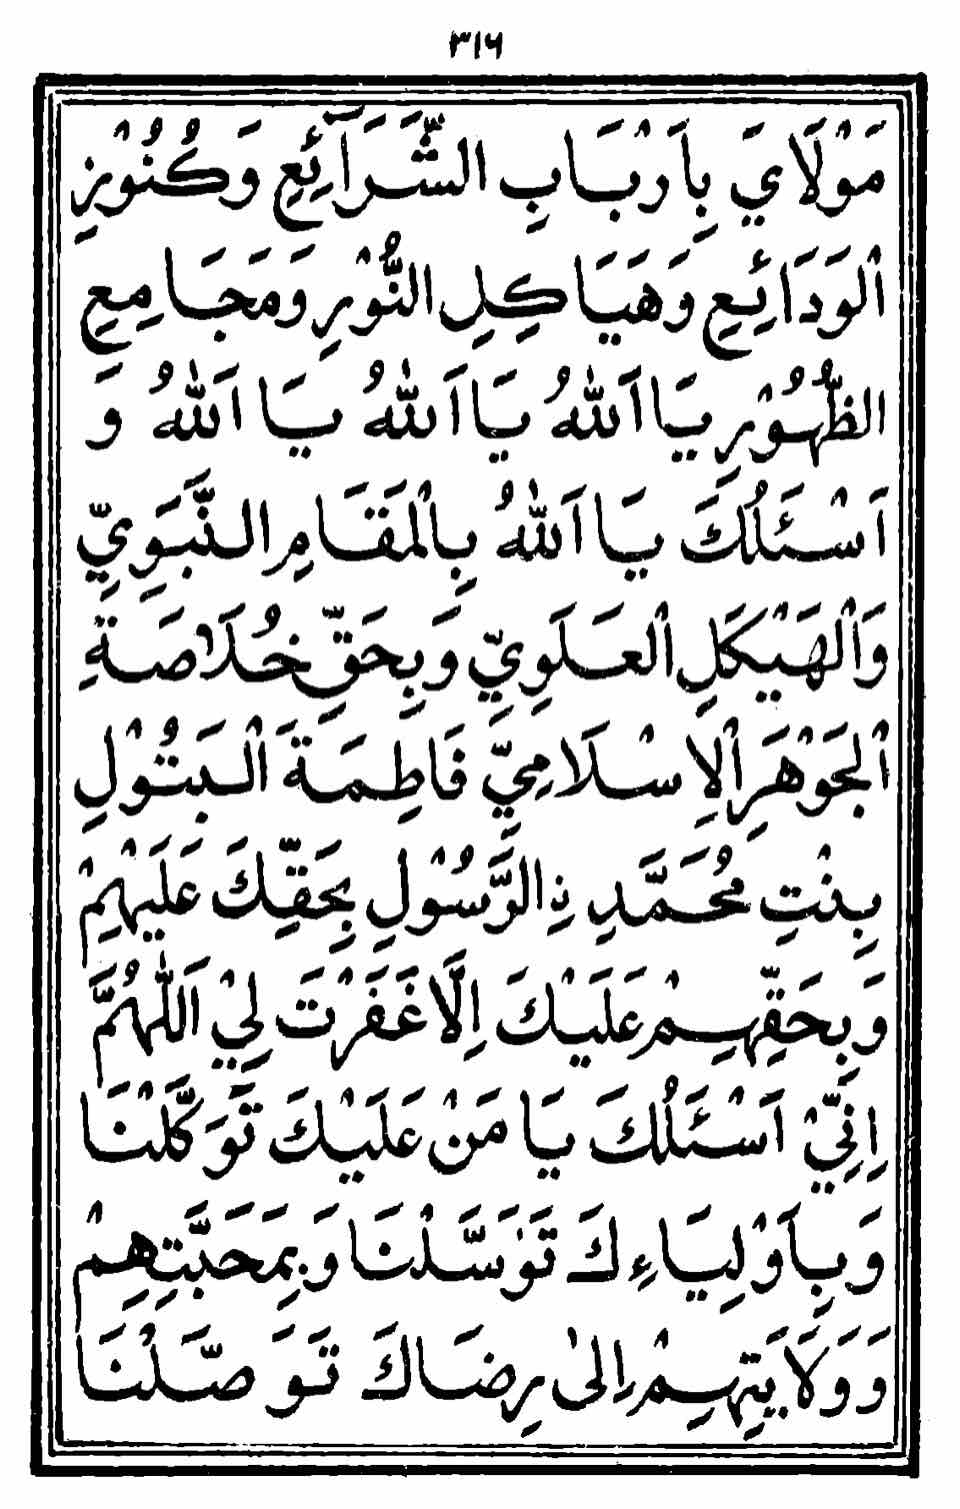 ٣١٦
مَوْلَايَ بِاَرْبَابِ الشَّرَآئِعِ وَكُنُوْزِ
الْوَدَائِعِ وَهَيَاكِلِ النُّوْرِ وَمَجَامِعِ
الظُّهُوْرِ يَا اَللّٰهُ يَا اَللّٰهُ يَا اَللّٰهُ وَ
اَسْئَلُكَ يَا اَللّٰهُ بِالْمَقَامِ النَّبَوِيِّ
وَالْهَيْكَلِ الْعَلَوِيِّ وَبِحَقِّ خُلَاصَةِ
الْجَوْهَرِ الْاِسْلَامِيِّ فَاطِمَةَ الْبَتُوْلِ
بِنْتِ مُحَمَّدِ ذِالرَّسُوْلِ بِحَقِّكَ عَلَيْهِمْ
وَبِحَقِّهِمْ عَلَيْكَ اِلَّا غَفَرْتَ لِيْ اَللّٰهُمَّ
اِنِّيْ اَسْئَلُكَ يَا مَنْ عَلَيْكَ تَوَكَّلْنَا
وَبِاَوْلِيَاءِكَ تَوَسَّلْنَا وَبِمَحَبَّتِهِمْ
وَوَلَايَتِهِمْ اِلىٰ رِضَاكَ تَوَصَّلْنَا